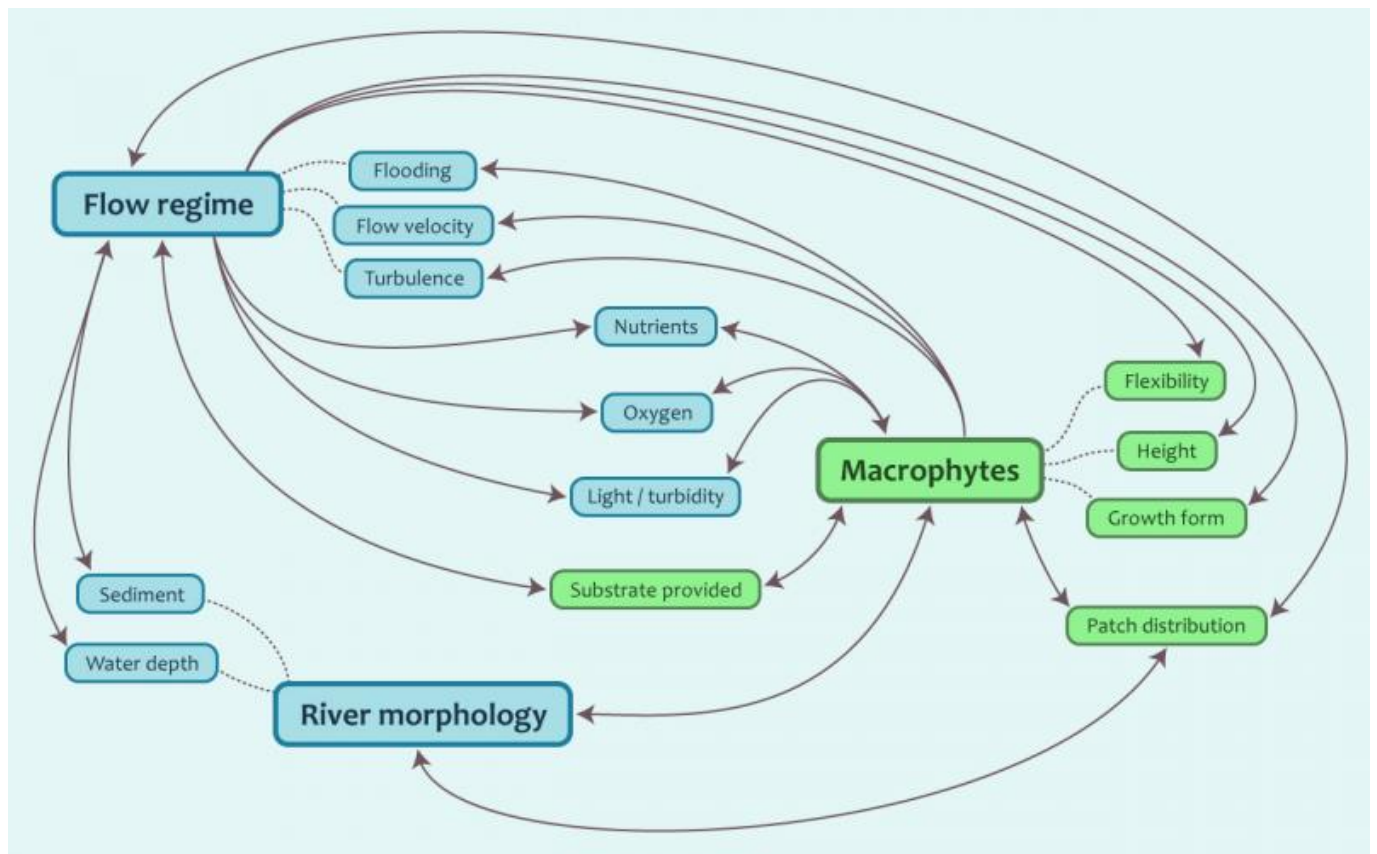 Flooding
Flow regime
Flow velocity
Turbulence
Nutrients
Flexibility
Oxygen
Height
Macrophytes
Light / turbidity
Growth form
Sediment
Substrate provided
Patch distribution
Water depth
River morphology